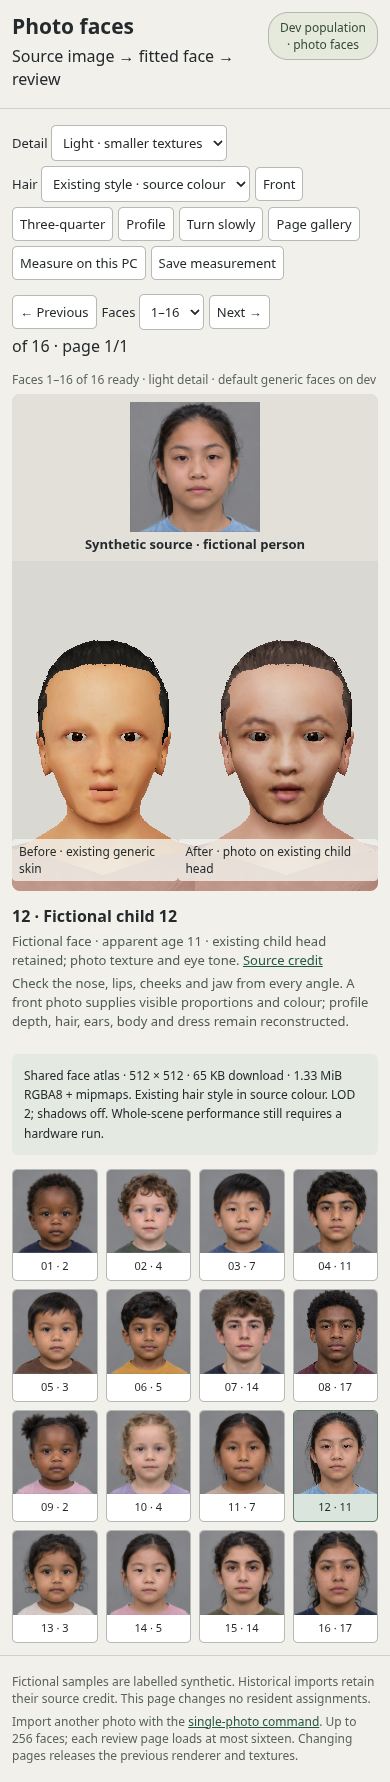 Photo faces
Source image → fitted face →
review
Dev population
· photo faces
Detail Light · smaller textures
Hair Existing style · source colour Front
Three-quarter Profile Turn slowly Page gallery
Measure on this PC Save measurement
← Previous Faces 1–16 Next →
of 16 · page 1/1
Faces 1–16 of 16 ready · light detail · default generic faces on dev
Synthetic source · fictional person
Before · existing generic
skin
After · photo on existing child
head
12 · Fictional child 12
Fictional face · apparent age 11 · existing child head
retained; photo texture and eye tone. Source credit
Check the nose, lips, cheeks and jaw from every angle. A
front photo supplies visible proportions and colour; profile
depth, hair, ears, body and dress remain reconstructed.
Shared face atlas · 512 × 512 · 65 KB download · 1.33 MiB
RGBA8 + mipmaps. Existing hair style in source colour. LOD
2; shadows off. Whole-scene performance still requires a
hardware run.
01 · 2 02 · 4 03 · 7 04 · 11
05 · 3 06 · 5 07 · 14 08 · 17
09 · 2 10 · 4 11 · 7 12 · 11
13 · 3 14 · 5 15 · 14 16 · 17
Fictional samples are labelled synthetic. Historical imports retain
their source credit. This page changes no resident assignments.
Import another photo with the single-photo command. Up to
256 faces; each review page loads at most sixteen. Changing
pages releases the previous renderer and textures.